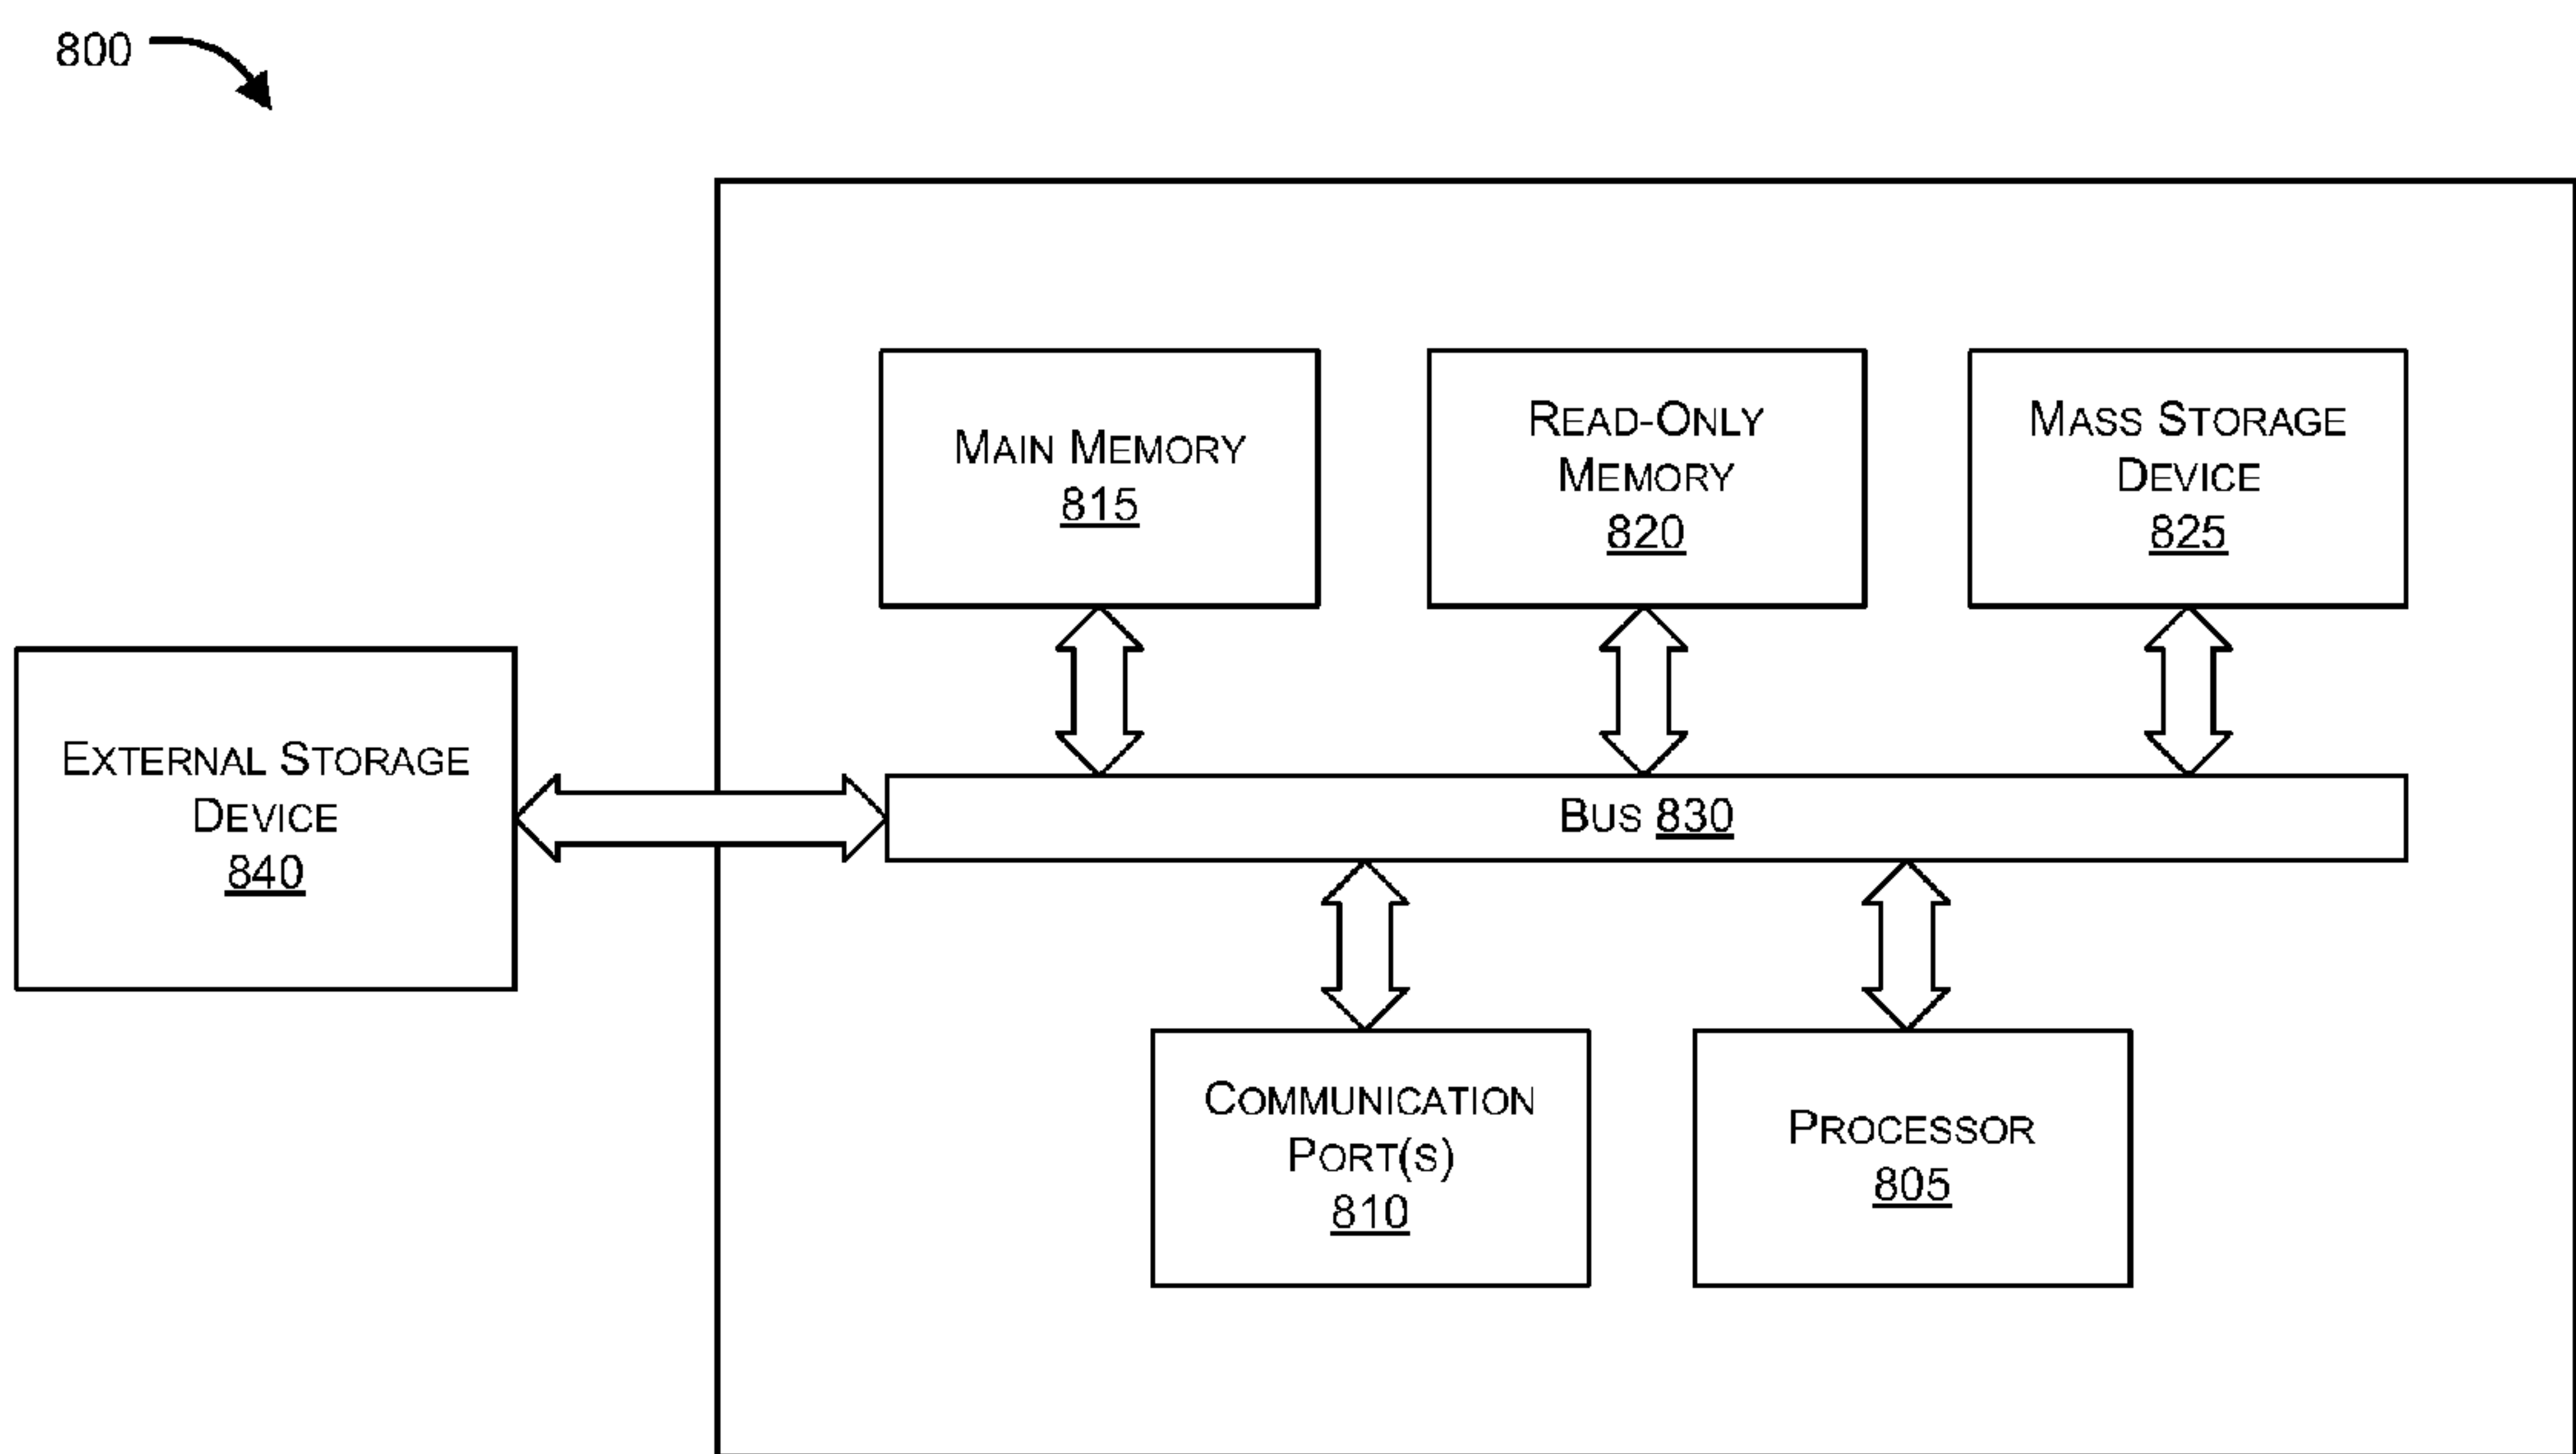 800
MAIN MEMORY
815
READ-ONLY
MEMORY
820
MASS STORAGE
DEVICE
825
EXTERNAL STORAGE
DEVICE
840
BUS 830
COMMUNICATION
PORT(S)
810
PROCESSOR
805